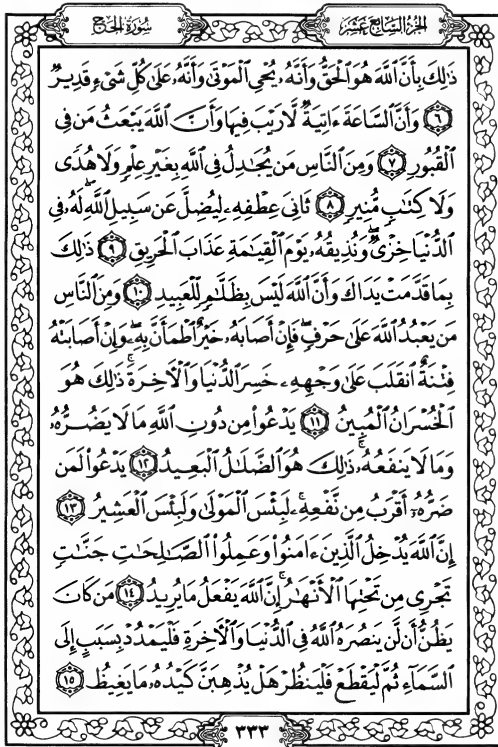 الجزء السابع عشر
سورة الحج
ذَٰلِكَ بِأَنَّ ٱللَّهَ هُوَ ٱلۡحَقُّ وَأَنَّهُۥ يُحۡيِ ٱلۡمَوۡتَىٰ وَأَنَّهُۥ عَلَىٰ كُلِّ شَيۡءٖ قَدِيرٞ
٦ وَأَنَّ ٱلسَّاعَةَ ءَاتِيَةٞ لَّا رَيۡبَ فِيهَا وَأَنَّ ٱللَّهَ يَبۡعَثُ مَن فِي
ٱلۡقُبُورِ ٧ وَمِنَ ٱلنَّاسِ مَن يُجَٰدِلُ فِي ٱللَّهِ بِغَيۡرِ عِلۡمٖ وَلَا هُدٗى
وَلَا كِتَٰبٖ مُّنِيرٖ ٨ ثَانِيَ عِطۡفِهِۦ لِيُضِلَّ عَن سَبِيلِ ٱللَّهِۖ لَهُۥ فِي
ٱلدُّنۡيَا خِزۡيٞۖ وَنُذِيقُهُۥ يَوۡمَ ٱلۡقِيَٰمَةِ عَذَابَ ٱلۡحَرِيقِ ٩ ذَٰلِكَ
بِمَا قَدَّمَتۡ يَدَاكَ وَأَنَّ ٱللَّهَ لَيۡسَ بِظَلَّٰمٖ لِّلۡعَبِيدِ ١٠ وَمِنَ ٱلنَّاسِ
مَن يَعۡبُدُ ٱللَّهَ عَلَىٰ حَرۡفٖۖ فَإِنۡ أَصَابَهُۥ خَيۡرٌ ٱطۡمَأَنَّ بِهِۦۖ وَإِنۡ أَصَابَتۡهُ
فِتۡنَةٌ ٱنقَلَبَ عَلَىٰ وَجۡهِهِۦ خَسِرَ ٱلدُّنۡيَا وَٱلۡأٓخِرَةَۚ ذَٰلِكَ هُوَ
ٱلۡخُسۡرَانُ ٱلۡمُبِينُ ١١ يَدۡعُواْ مِن دُونِ ٱللَّهِ مَا لَا يَضُرُّهُۥ
وَمَا لَا يَنفَعُهُۥۚ ذَٰلِكَ هُوَ ٱلضَّلَٰلُ ٱلۡبَعِيدُ ١٢ يَدۡعُواْ لَمَن
ضَرُّهُۥٓ أَقۡرَبُ مِن نَّفۡعِهِۦۚ لَبِئۡسَ ٱلۡمَوۡلَىٰ وَلَبِئۡسَ ٱلۡعَشِيرُ ١٣
إِنَّ ٱللَّهَ يُدۡخِلُ ٱلَّذِينَ ءَامَنُواْ وَعَمِلُواْ ٱلصَّٰلِحَٰتِ جَنَّٰتٖ
تَجۡرِي مِن تَحۡتِهَا ٱلۡأَنۡهَٰرُۚ إِنَّ ٱللَّهَ يَفۡعَلُ مَا يُرِيدُ ١٤ مَن كَانَ
يَظُنُّ أَن لَّن يَنصُرَهُ ٱللَّهُ فِي ٱلدُّنۡيَا وَٱلۡأٓخِرَةِ فَلۡيَمۡدُدۡ بِسَبَبٍ إِلَى
ٱلسَّمَآءِ ثُمَّ لۡيَقۡطَعۡ فَلۡيَنظُرۡ هَلۡ يُذۡهِبَنَّ كَيۡدُهُۥ مَا يَغِيظُ ١٥
٣٣٣